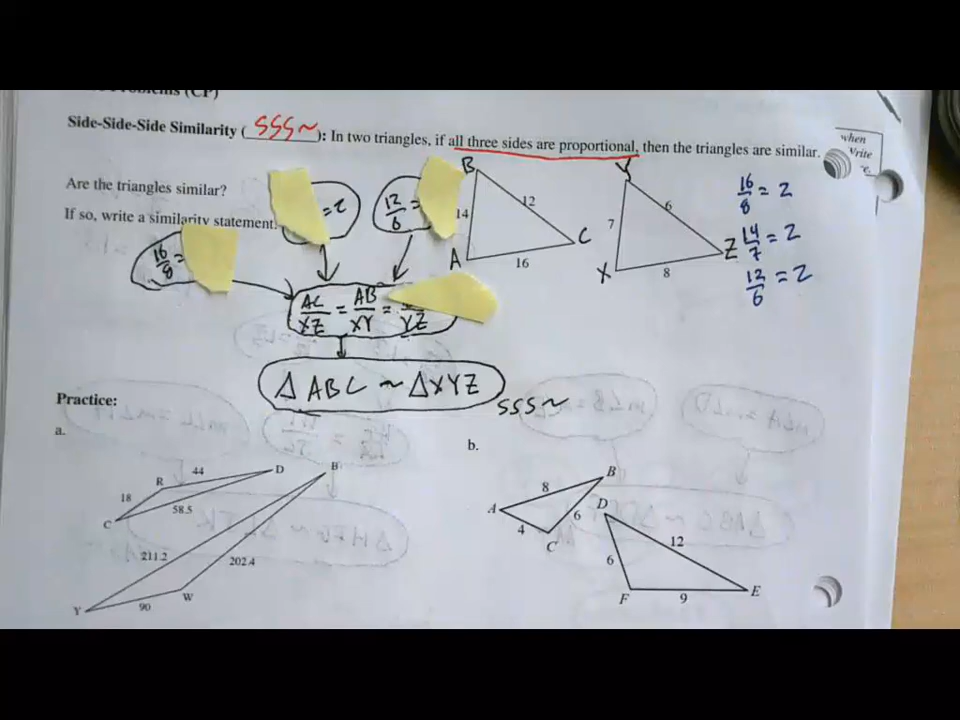 Side-Side-Side Similarity (SSS~): In two triangles, if all three sides are proportional, then the triangles are similar.
when
Write
Are the triangles similar?
If so, write a similarity statement.
= 2
12/6 =
16/8 =
B
14
12
A
16
C
Y
7
6
X
8
Z
16/8 = 2
14/7 = 2
12/6 = 2
AC/XZ = AB/XY = /YZ
Δ ABC ~ ΔXYZ
SSS~
Practice:
a.
R
44
D
18
C
58.5
B
211.2
202.4
Y
90
W
b.
A
8
B
4
C
6
D
12
6
F
9
E